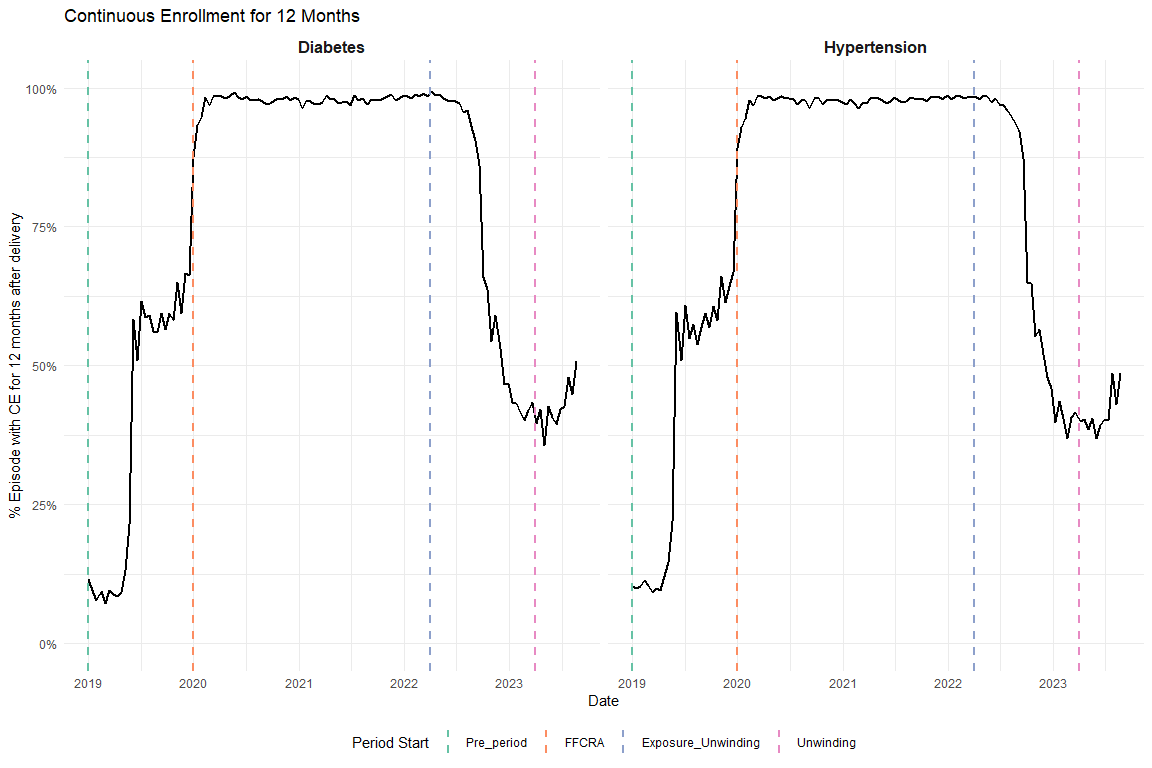 Continuous Enrollment for 12 Months
Diabetes
Hypertension
% Episode with CE for 12 months after delivery
100%
75%
50%
25%
0%
2019 2020 2021 2022 2023
2019 2020 2021 2022 2023
Date
Period Start Pre_period FFCRA Exposure_Unwinding Unwinding